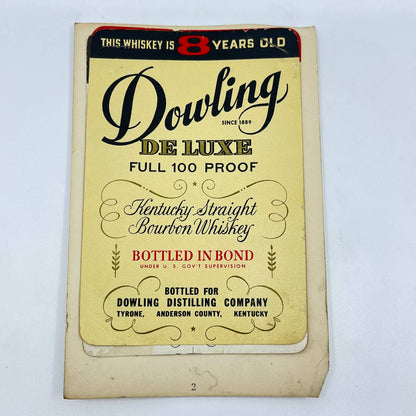 THIS WHISKEY IS 8 YEARS OLD
Dowling
SINCE 1889
DE LUXE
FULL 100 PROOF
Kentucky Straight
Bourbon Whiskey
BOTTLED IN BOND
UNDER U. S. GOV'T SUPERVISION
BOTTLED FOR
DOWLING DISTILLING COMPANY
TYRONE, ANDERSON COUNTY, KENTUCKY
2